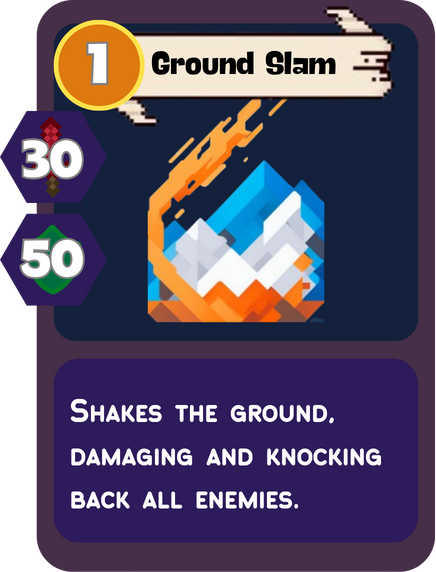 1
Ground Slam
30
50
Shakes the ground,
damaging and knocking
back all enemies.